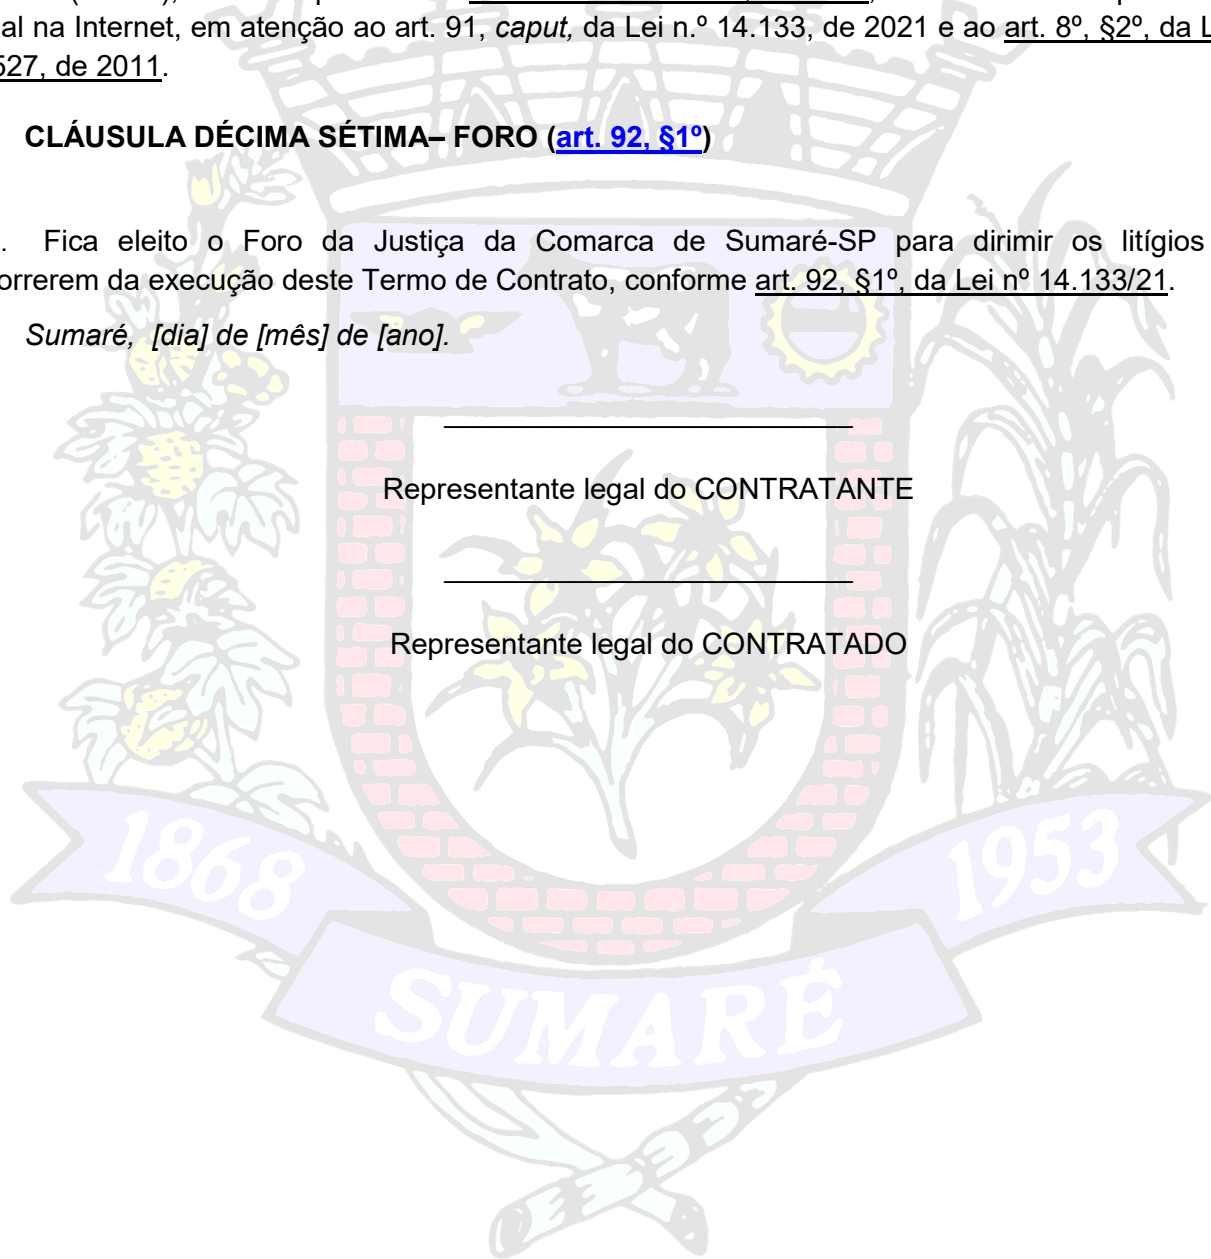 al na Internet, em atenção ao art. 91, caput, da Lei n.º 14.133, de 2021 e ao art. 8º, §2º, da L
527, de 2011.
CLÁUSULA DÉCIMA SÉTIMA– FORO (art. 92, §1º)
. Fica eleito o Foro da Justiça da Comarca de Sumaré-SP para dirimir os litígios
orrerem da execução deste Termo de Contrato, conforme art. 92, §1º, da Lei nº 14.133/21.
Sumaré, [dia] de [mês] de [ano].
Representante legal do CONTRATANTE
Representante legal do CONTRATADO
1868
1953
SUMARÉ